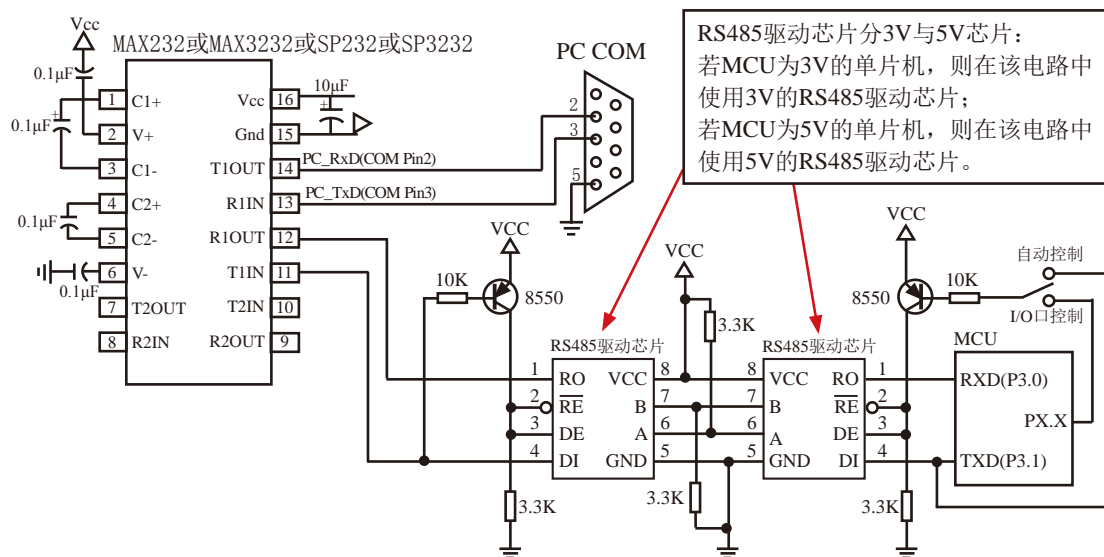 Vcc
MAX232或MAX3232或SP232或SP3232
0.1μF
0.1μF
0.1μF
0.1μF
1 C1+
2 V+
3 C1-
4 C2+
5 C2-
6 V-
7 T2OUT
8 R2IN
Vcc 16
Gnd 15
T1OUT 14
R1IN 13
R1OUT 12
T1IN 11
T2IN 10
R2OUT 9
10μF
+
+
PC_RxD(COM Pin2)
PC_TxD(COM Pin3)
PC COM
2
3
5
RS485驱动芯片分3V与5V芯片：
若MCU为3V的单片机，则在该电路中
使用3V的RS485驱动芯片；
若MCU为5V的单片机，则在该电路中
使用5V的RS485驱动芯片。
VCC
10K
8550
3.3K
RS485驱动芯片
1 RO
2 RE
3 DE
4 DI
VCC 8
B 7
A 6
GND 5
VCC
3.3K
3.3K
RS485驱动芯片
8 VCC
7 B
6 A
5 GND
RO 1
RE 2
DE 3
DI 4
VCC
8550
10K
3.3K
自动控制
I/O口控制
MCU
RXD(P3.0)
PX.X
TXD(P3.1)